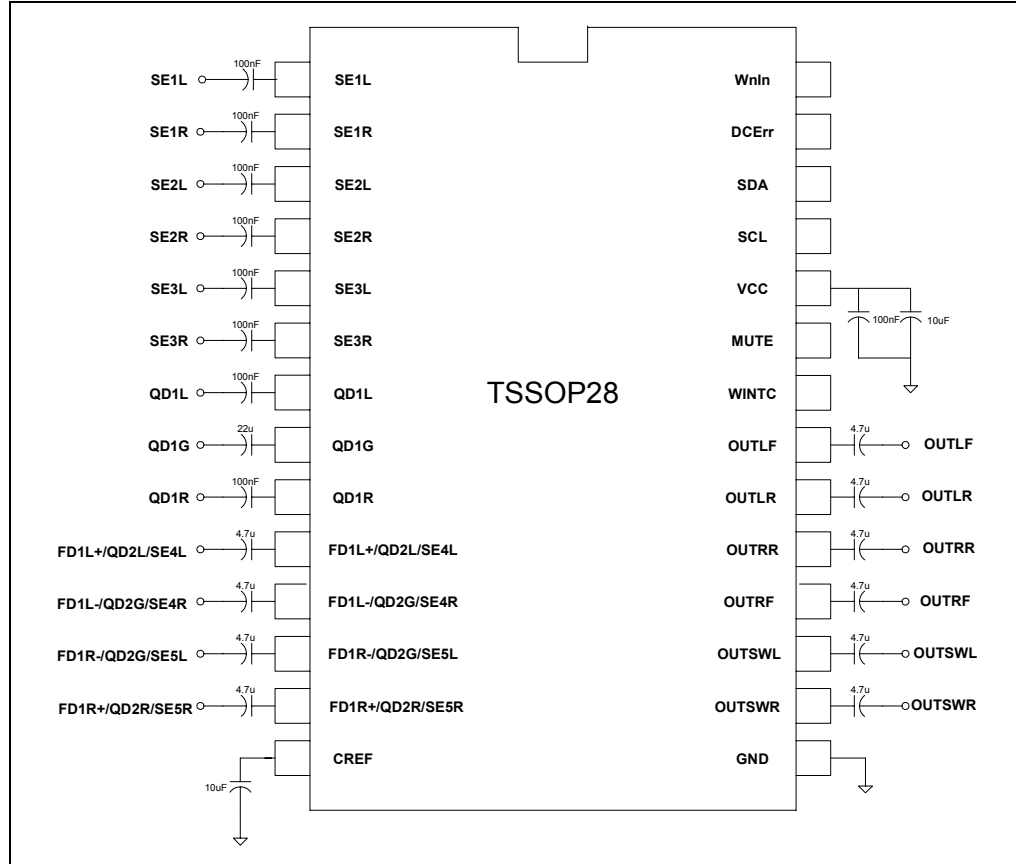 100nF
SE1L SE1L WnIn
100nF
SE1R SE1R DCErr
100nF
SE2L SE2L SDA
100nF
SE2R SE2R SCL
100nF
SE3L SE3L VCC
100nF 10uF
100nF
SE3R SE3R MUTE
100nF
QD1L QD1L TSSOP28 WINTC
22u 4.7u
QD1G QD1G OUTLF OUTLF
100nF 4.7u
QD1R QD1R OUTLR OUTLR
4.7u 4.7u
FD1L+/QD2L/SE4L FD1L+/QD2L/SE4L OUTRR OUTRR
4.7u 4.7u
FD1L-/QD2G/SE4R FD1L-/QD2G/SE4R OUTRF OUTRF
4.7u 4.7u
FD1R-/QD2G/SE5L FD1R-/QD2G/SE5L OUTSWL OUTSWL
4.7u 4.7u
FD1R+/QD2R/SE5R FD1R+/QD2R/SE5R OUTSWR OUTSWR
CREF GND
10uF